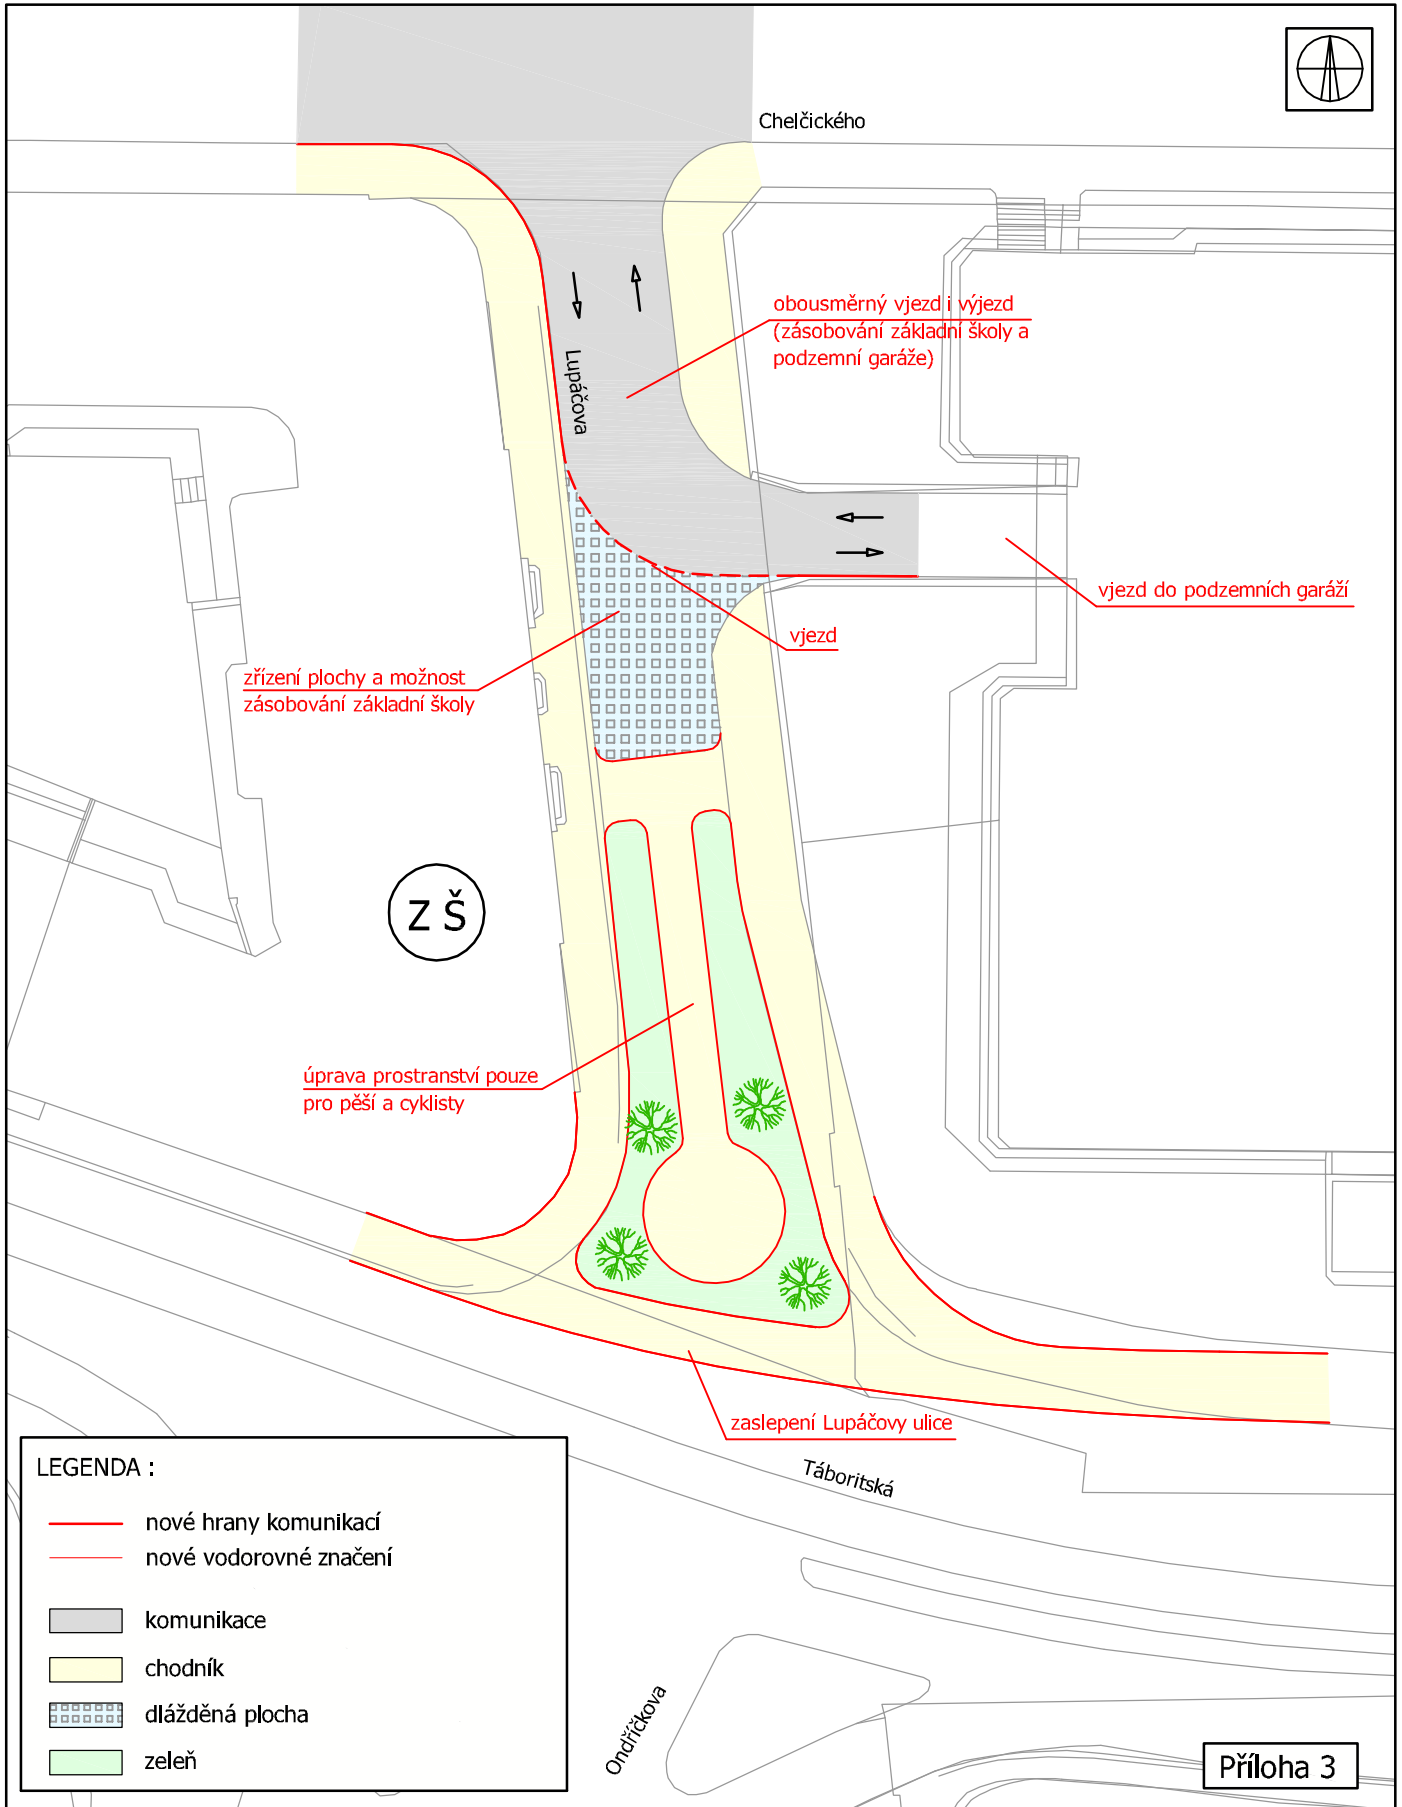 Chelčického
obousměrný vjezd i výjezd
(zásobování základní školy a
podzemní garáže)
Lupáčova
vjezd do podzemních garáží
vjezd
zřízení plochy a možnost
zásobování základní školy
Z Š
úprava prostranství pouze
pro pěší a cyklisty
zaslepení Lupáčovy ulice
Táboritská
LEGENDA :
nové hrany komunikací
nové vodorovné značení
komunikace
chodník
dlážděná plocha
zeleň
Ondříčkova
Příloha 3